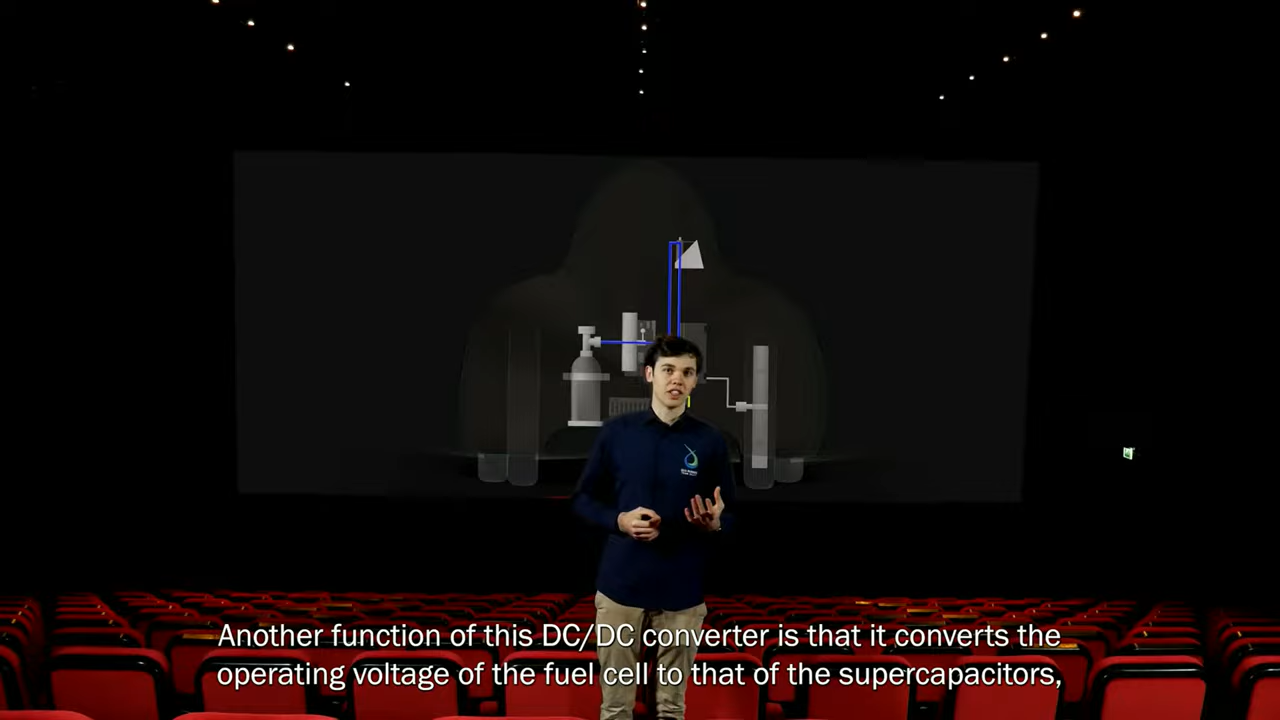 Another function of this DC/DC converter is that it converts the
operating voltage of the fuel cell to that of the supercapacitors,